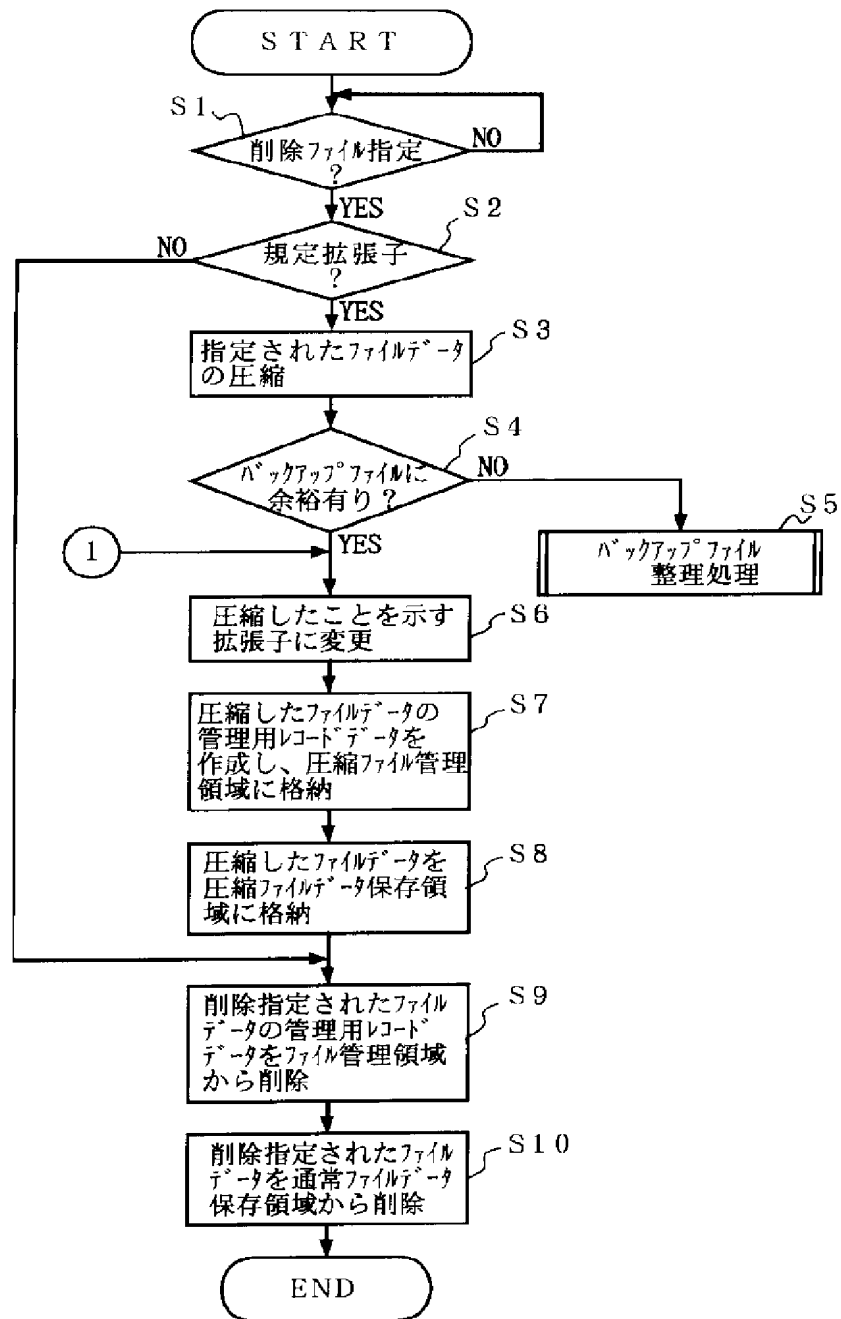 START
S1
削除ファイル指定
?
NO
YES
S2
規定拡張子
?
NO
YES
S3
指定されたファイルデータ
の圧縮
S4
バックアップファイルに
余裕有り?
NO
YES
S5
バックアップファイル
整理処理
1
S6
圧縮したことを示す
拡張子に変更
S7
圧縮したファイルデータの
管理用レコードデータを
作成し、圧縮ファイル管理
領域に格納
S8
圧縮したファイルデータを
圧縮ファイルデータ保存領
域に格納
S9
削除指定されたファイル
データの管理用レコード
データをファイル管理領域
から削除
S10
削除指定されたファイル
データを通常ファイルデータ
保存領域から削除
END